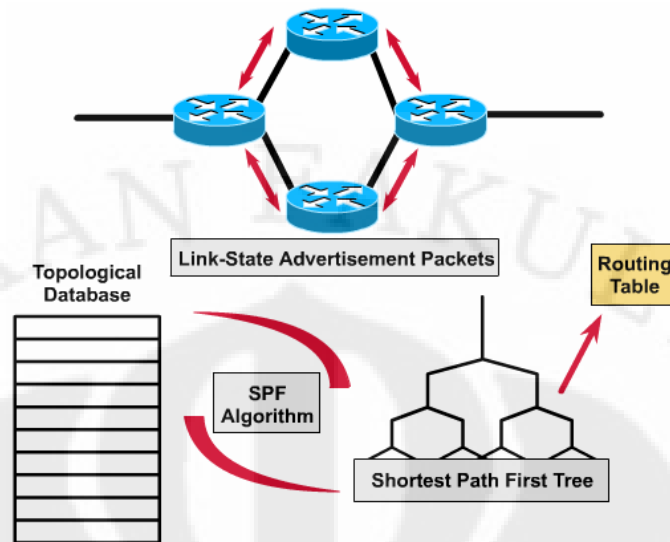 Link-State Advertisement Packets
Topological
Database
Routing
Table
SPF
Algorithm
Shortest Path First Tree